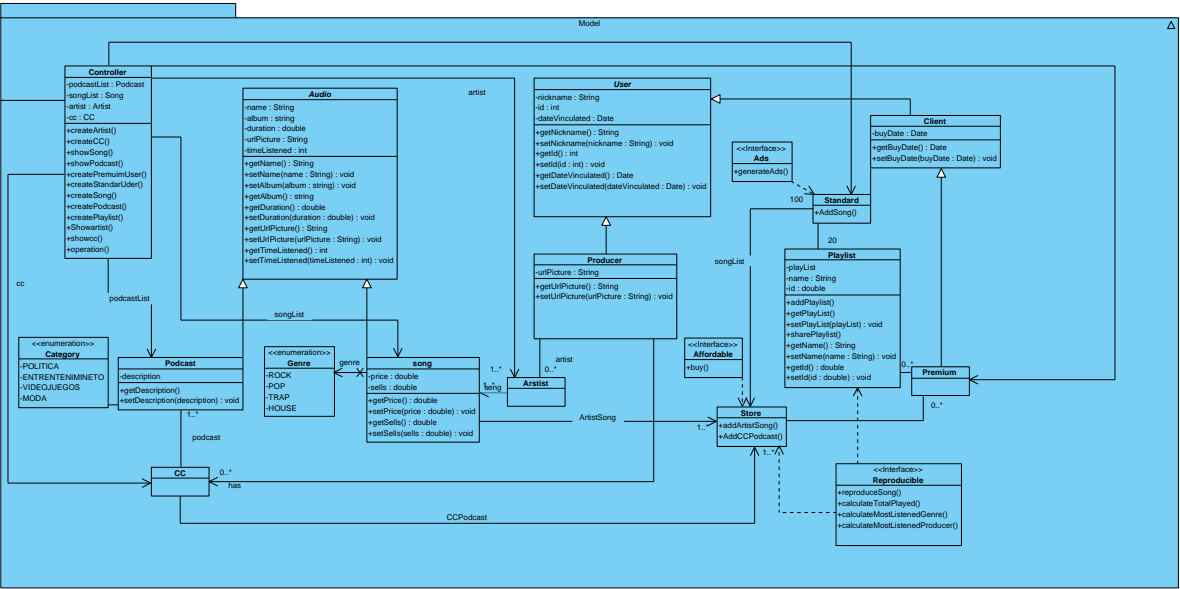 Model
Controller
-podcastList : Podcast
-songList : Song
-artist : Artist
-cc : CC
+createArtist()
+createCC()
+showSong()
+showPodcast()
+createPremuimUser()
+createStandarUder()
+createSong()
+createPodcast()
+createPlaylist()
+Showartist()
+showcc()
+operation()
Audio
-name : String
-album : string
-duration : double
-urlPicture : String
-timeListened : int
+getName() : String
+setName(name : String) : void
+setAlbum(album : string) : void
+getAlbum() : string
+getDuration() : double
+setDuration(duration : double) : void
+getUrlPicture() : String
+setUrlPicture(urlPicture : String) : void
+getTimeListened() : int
+setTimeListened(timeListened : int) : void
artist
User
-nickname : String
-id : int
-dateVinculated : Date
+getNickname() : String
+setNickname(nickname : String) : void
+getId() : int
+setId(id : int) : void
+getDateVinculated() : Date
+setDateVinculated(dateVinculated : Date) : void
Client
-buyDate : Date
+getBuyDate() : Date
+setBuyDate(buyDate : Date) : void
<<Interface>>
Ads
+generateAds()
100
Standard
+AddSong()
20
songList
Producer
-urlPicture : String
+getUrlPicture() : String
+setUrlPicture(urlPicture : String) : void
Playlist
-playList
-name : String
-id : double
+addPlaylist()
+getPlayList()
+setPlayList(playList) : void
+sharePlaylist()
+getName() : String
+setName(name : String) : void
+getId() : double
+setId(id : double) : void
cc
podcastList
songList
<<enumeration>>
Category
-POLITICA
-ENTRENTENIMINETO
-VIDEOJUEGOS
-MODA
Podcast
-description
+getDescription()
+setDescription(description) : void
1..*
podcast
<<enumeration>>
Genre
-ROCK
-POP
-TRAP
-HOUSE
genre
song
-price : double
-sells : double
+getPrice() : double
+setPrice(price : double) : void
+getSells() : double
+setSells(sells : double) : void
1..*
1..*
song
Arstist
artist
0..*
<<Interface>>
Affordable
+buy()
0..*
Premium
0..*
ArtistSong
1..*
Store
+addArtistSong()
+AddCCPodcast()
1..*
CC
0..*
has
CCPodcast
<<Interface>>
Reproducible
+reproduceSong()
+calculateTotalPlayed()
+calculateMostListenedGenre()
+calculateMostListenedProducer()